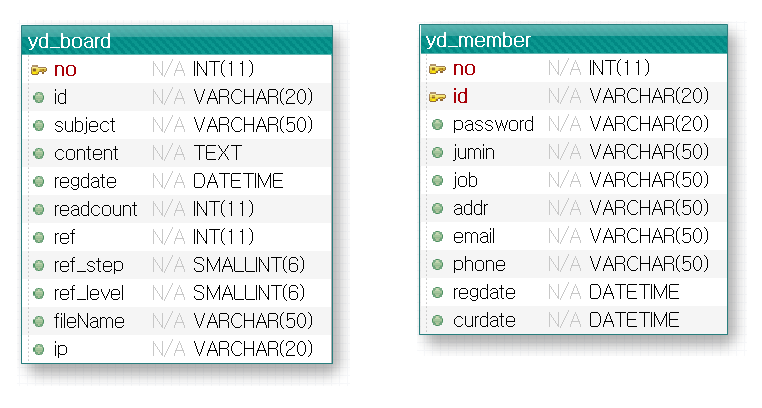 yd_board
no N/A INT(11)
id N/A VARCHAR(20)
subject N/A VARCHAR(50)
content N/A TEXT
regdate N/A DATETIME
readcount N/A INT(11)
ref N/A INT(11)
ref_step N/A SMALLINT(6)
ref_level N/A SMALLINT(6)
fileName N/A VARCHAR(50)
ip N/A VARCHAR(20)
yd_member
no N/A INT(11)
id N/A VARCHAR(20)
password N/A VARCHAR(20)
jumin N/A VARCHAR(50)
job N/A VARCHAR(50)
addr N/A VARCHAR(50)
email N/A VARCHAR(50)
phone N/A VARCHAR(50)
regdate N/A DATETIME
curdate N/A DATETIME